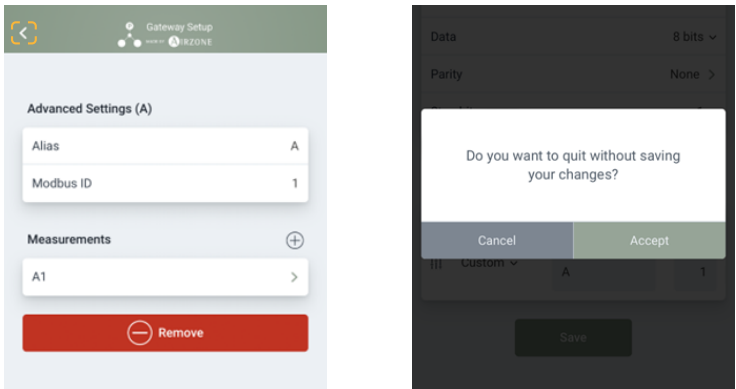 Gateway Setup
AIRZONE
Advanced Settings (A)
Alias A
Modbus ID 1
Measurements
A1
Remove
Data 8 bits
Parity None
Do you want to quit without saving
your changes?
Cancel Accept
Custom A 1
Save